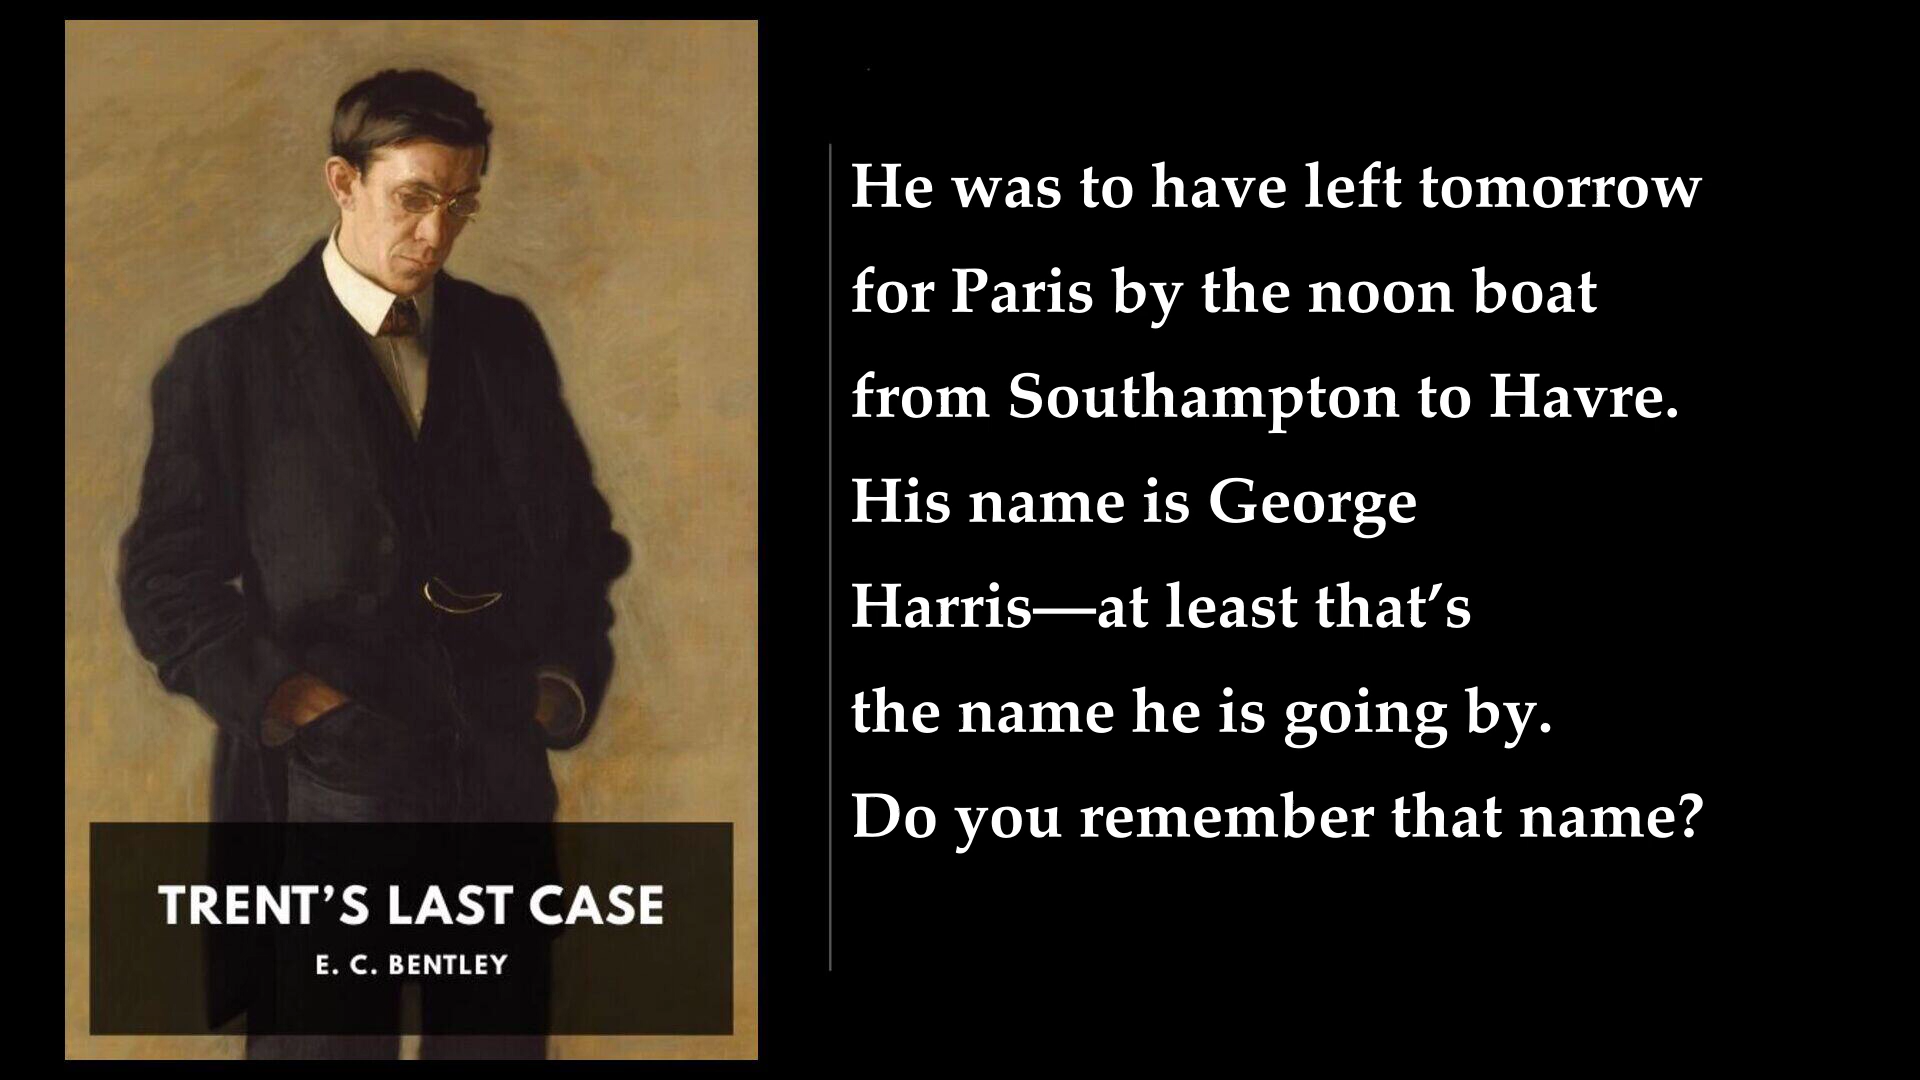 TRENT’S LAST CASE
E. C. BENTLEY
He was to have left tomorrow
for Paris by the noon boat
from Southampton to Havre.
His name is George
Harris—at least that’s
the name he is going by.
Do you remember that name?